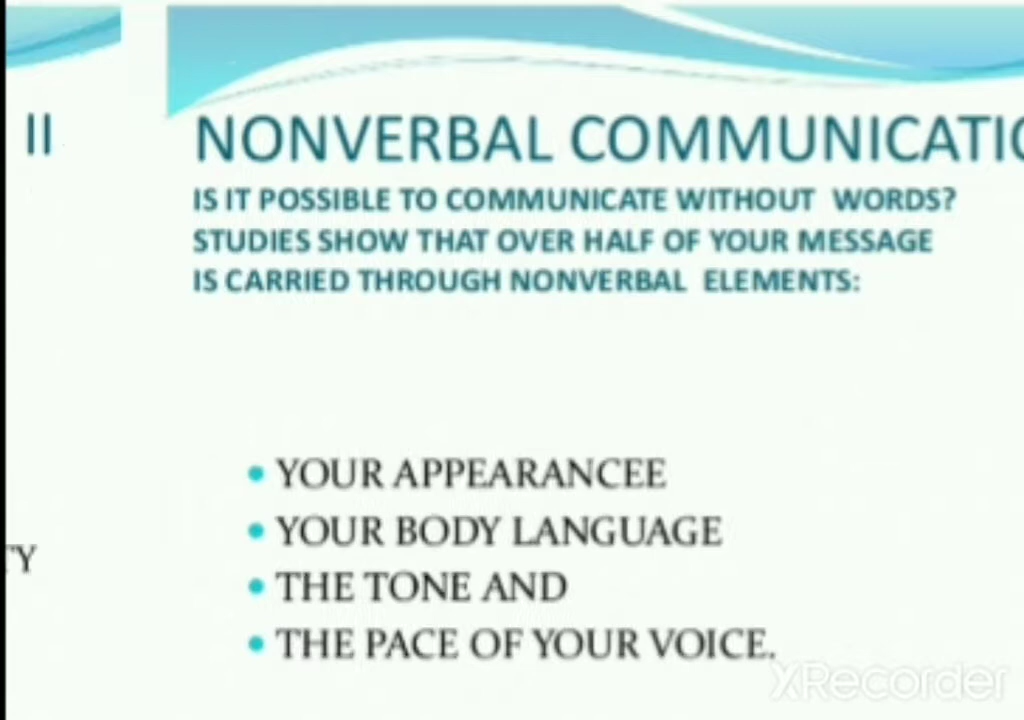 II
NONVERBAL COMMUNICATIO
IS IT POSSIBLE TO COMMUNICATE WITHOUT WORDS?
STUDIES SHOW THAT OVER HALF OF YOUR MESSAGE
IS CARRIED THROUGH NONVERBAL ELEMENTS:
• YOUR APPEARANCEE
• YOUR BODY LANGUAGE
TY
• THE TONE AND
• THE PACE OF YOUR VOICE.
XRecorder